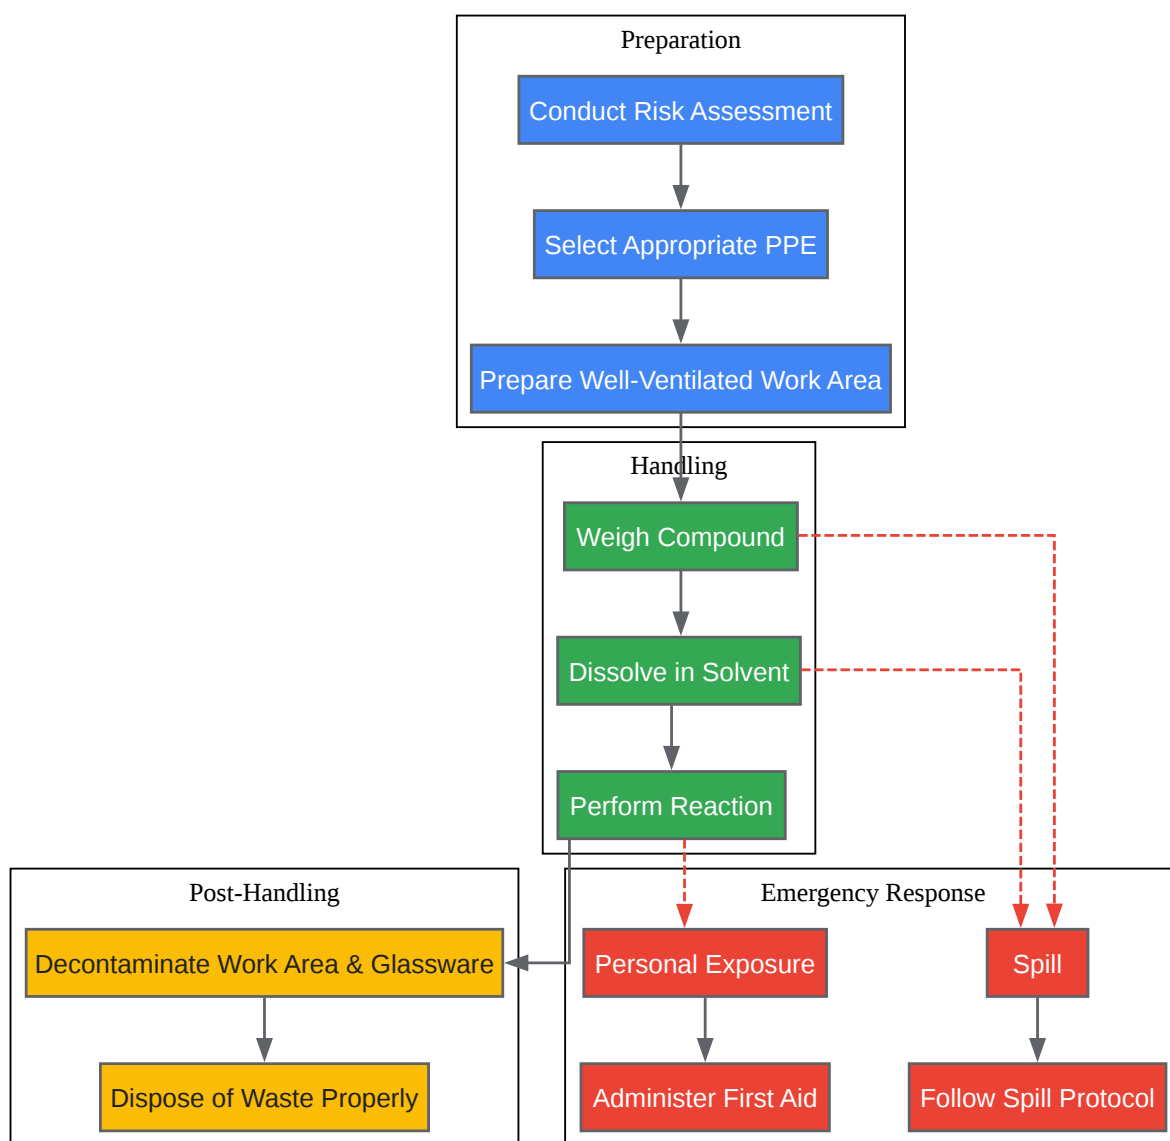 Preparation
Conduct Risk Assessment
Select Appropriate PPE
Prepare Well-Ventilated Work Area
Handling
Weigh Compound
Dissolve in Solvent
Perform Reaction
Post-Handling
Decontaminate Work Area & Glassware
Dispose of Waste Properly
Emergency Response
Personal Exposure
Spill
Administer First Aid
Follow Spill Protocol